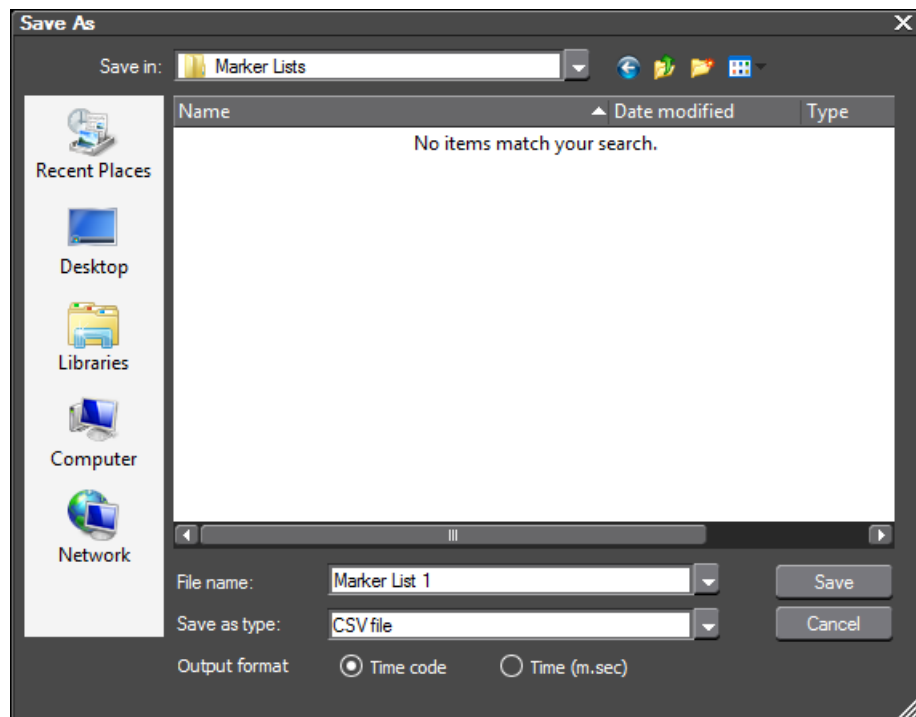 Save As
Save in: Marker Lists
Name Date modified Type
No items match your search.
Recent Places
Desktop
Libraries
Computer
Network
File name: Marker List 1 Save
Save as type: CSV file Cancel
Output format Time code Time (m.sec)